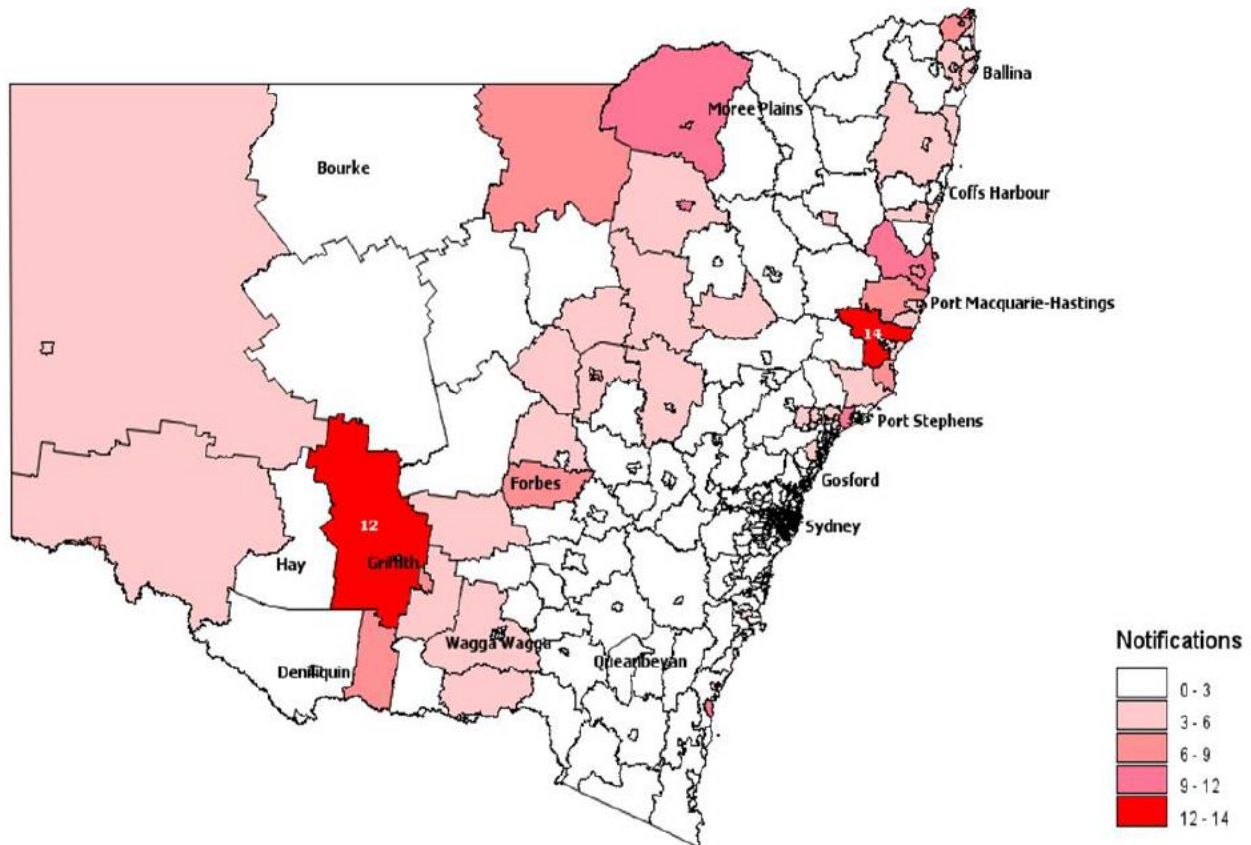 Ballina
Moree Plains
Bourke
Coffs Harbour
Port Macquarie-Hastings
14
Port Stephens
Forbes
Gosford
12
Sydney
Hay
Griffith
Wagga Wagga
Queanbeyan
Deniliquin
Notifications
0 - 3
3 - 6
6 - 9
9 - 12
12 - 14